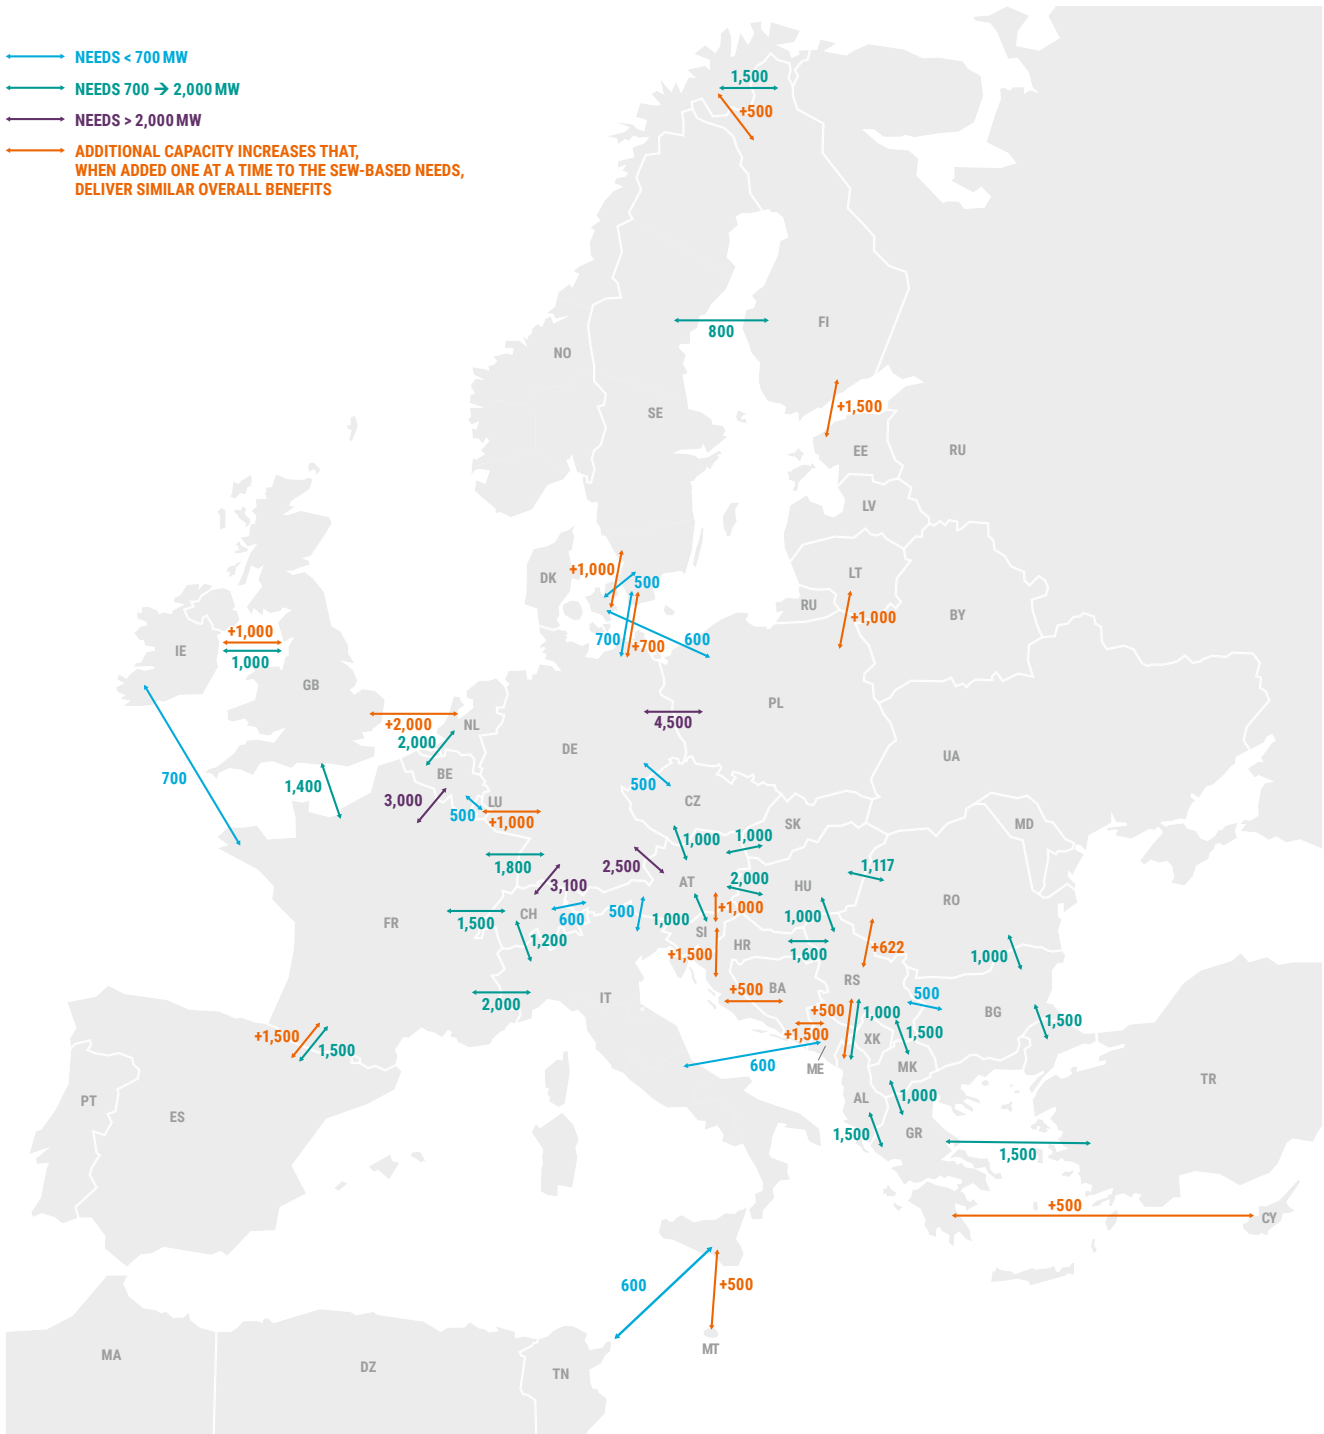 NEEDS < 700 MW
NEEDS 700 → 2,000 MW
NEEDS > 2,000 MW
ADDITIONAL CAPACITY INCREASES THAT,
WHEN ADDED ONE AT A TIME TO THE SEW-BASED NEEDS,
DELIVER SIMILAR OVERALL BENEFITS
1,500
+500
800
FI
NO
SE
+1,500
EE
RU
LV
+1,000
DK
500
LT
RU
BY
+1,000
700
+700
600
+1,000
1,000
IE
GB
PL
4,500
+2,000
NL
2,000
DE
UA
700
1,400
BE
3,000
LU
500
+1,000
500
CZ
SK
MD
1,000
1,000
1,800
2,500
3,100
AT
2,000
HU
1,117
RO
FR
1,500
CH
600
500
1,000
+1,000
1,000
SI
1,200
+1,500
HR
1,600
+622
1,000
IT
2,000
+500
BA
RS
500
BG
+500
1,000
1,500
1,500
+1,500
1,500
+1,500
XK
600
ME
MK
TR
PT
ES
AL
1,000
1,500
GR
1,500
+500
CY
600
+500
MT
MA
DZ
TN